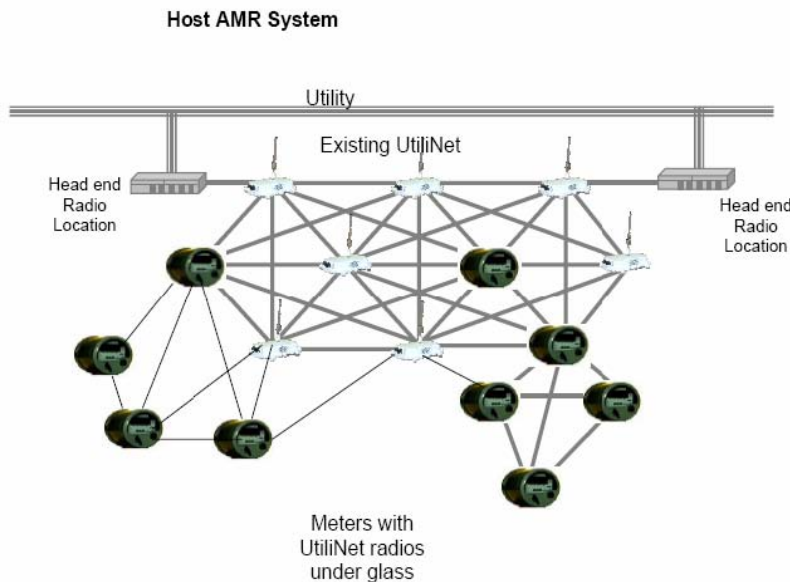 Host AMR System
Utility
Existing UtiliNet
Head end
Radio
Location
Head end
Radio
Location
Meters with
UtiliNet radios
under glass